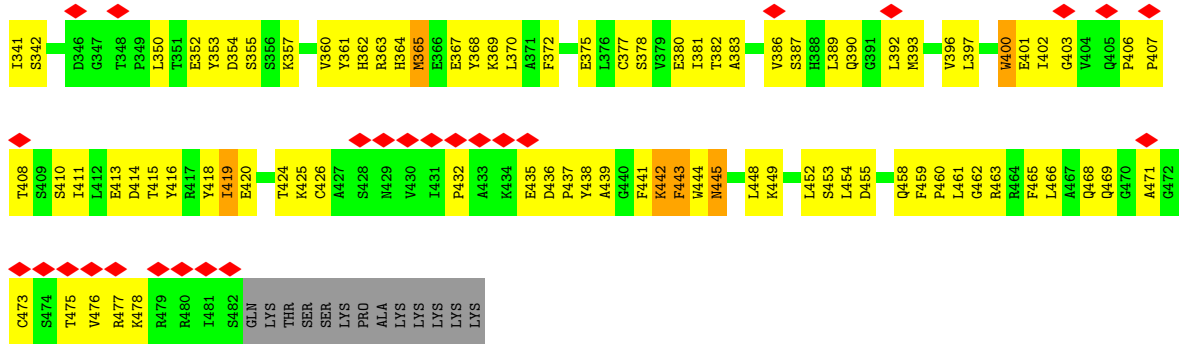 I341 S342 D346 G347 T348 P349 L350 T351 E352 Y353 D354 S355 S356 K357 V360 Y361 H362 R363 H364 M365 E366 E367 Y368 K369 L370 A371 F372 E375 L376 C377 S378 V379 E380 I381 T382 A383 V386 S387 H388 L389 Q390 G391 L392 M393 V396 L397 W400 E401 I402 G403 V404 Q405 P406 P407
T408 S409 S410 I411 L412 E413 D414 T415 Y416 R417 Y418 I419 E420 T424 K425 C426 A427 S428 N429 V430 I431 P432 A433 K434 E435 D436 P437 Y438 A439 G440 F441 K442 F443 W444 N445 L448 K449 L452 S453 L454 D455 Q458 F459 P460 L461 G462 R463 R464 F465 L466 A467 Q468 Q469 G470 A471 G472
C473 S474 T475 V476 R477 K478 R479 R480 I481 S482 GLN LYS THR SER SER LYS PRO ALA LYS LYS LYS LYS LYS